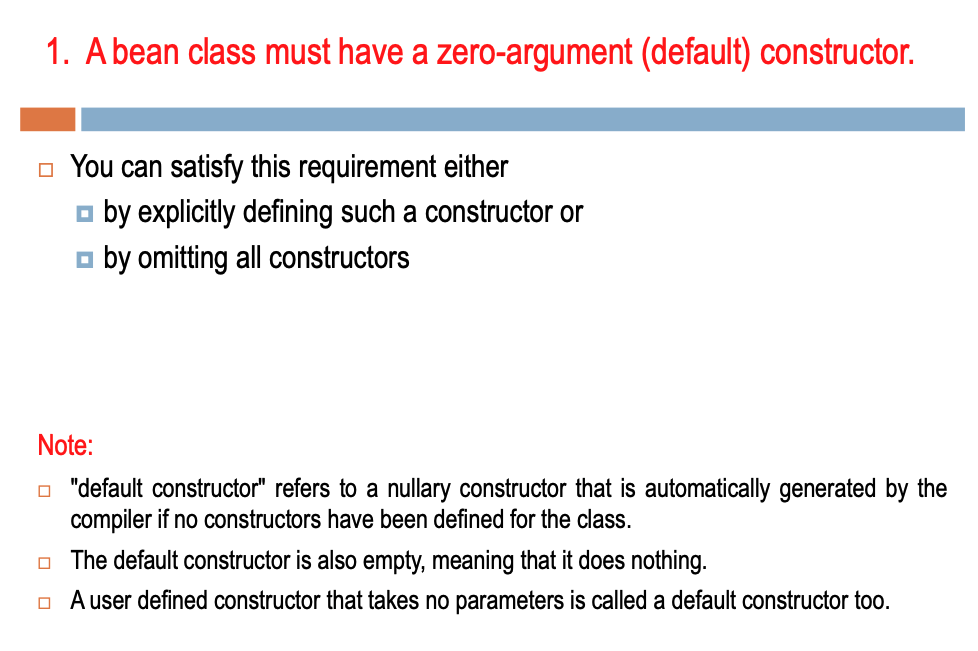 1. A bean class must have a zero-argument (default) constructor.
You can satisfy this requirement either
by explicitly defining such a constructor or
by omitting all constructors
Note:
"default constructor" refers to a nullary constructor that is automatically generated by the
compiler if no constructors have been defined for the class.
The default constructor is also empty, meaning that it does nothing.
A user defined constructor that takes no parameters is called a default constructor too.